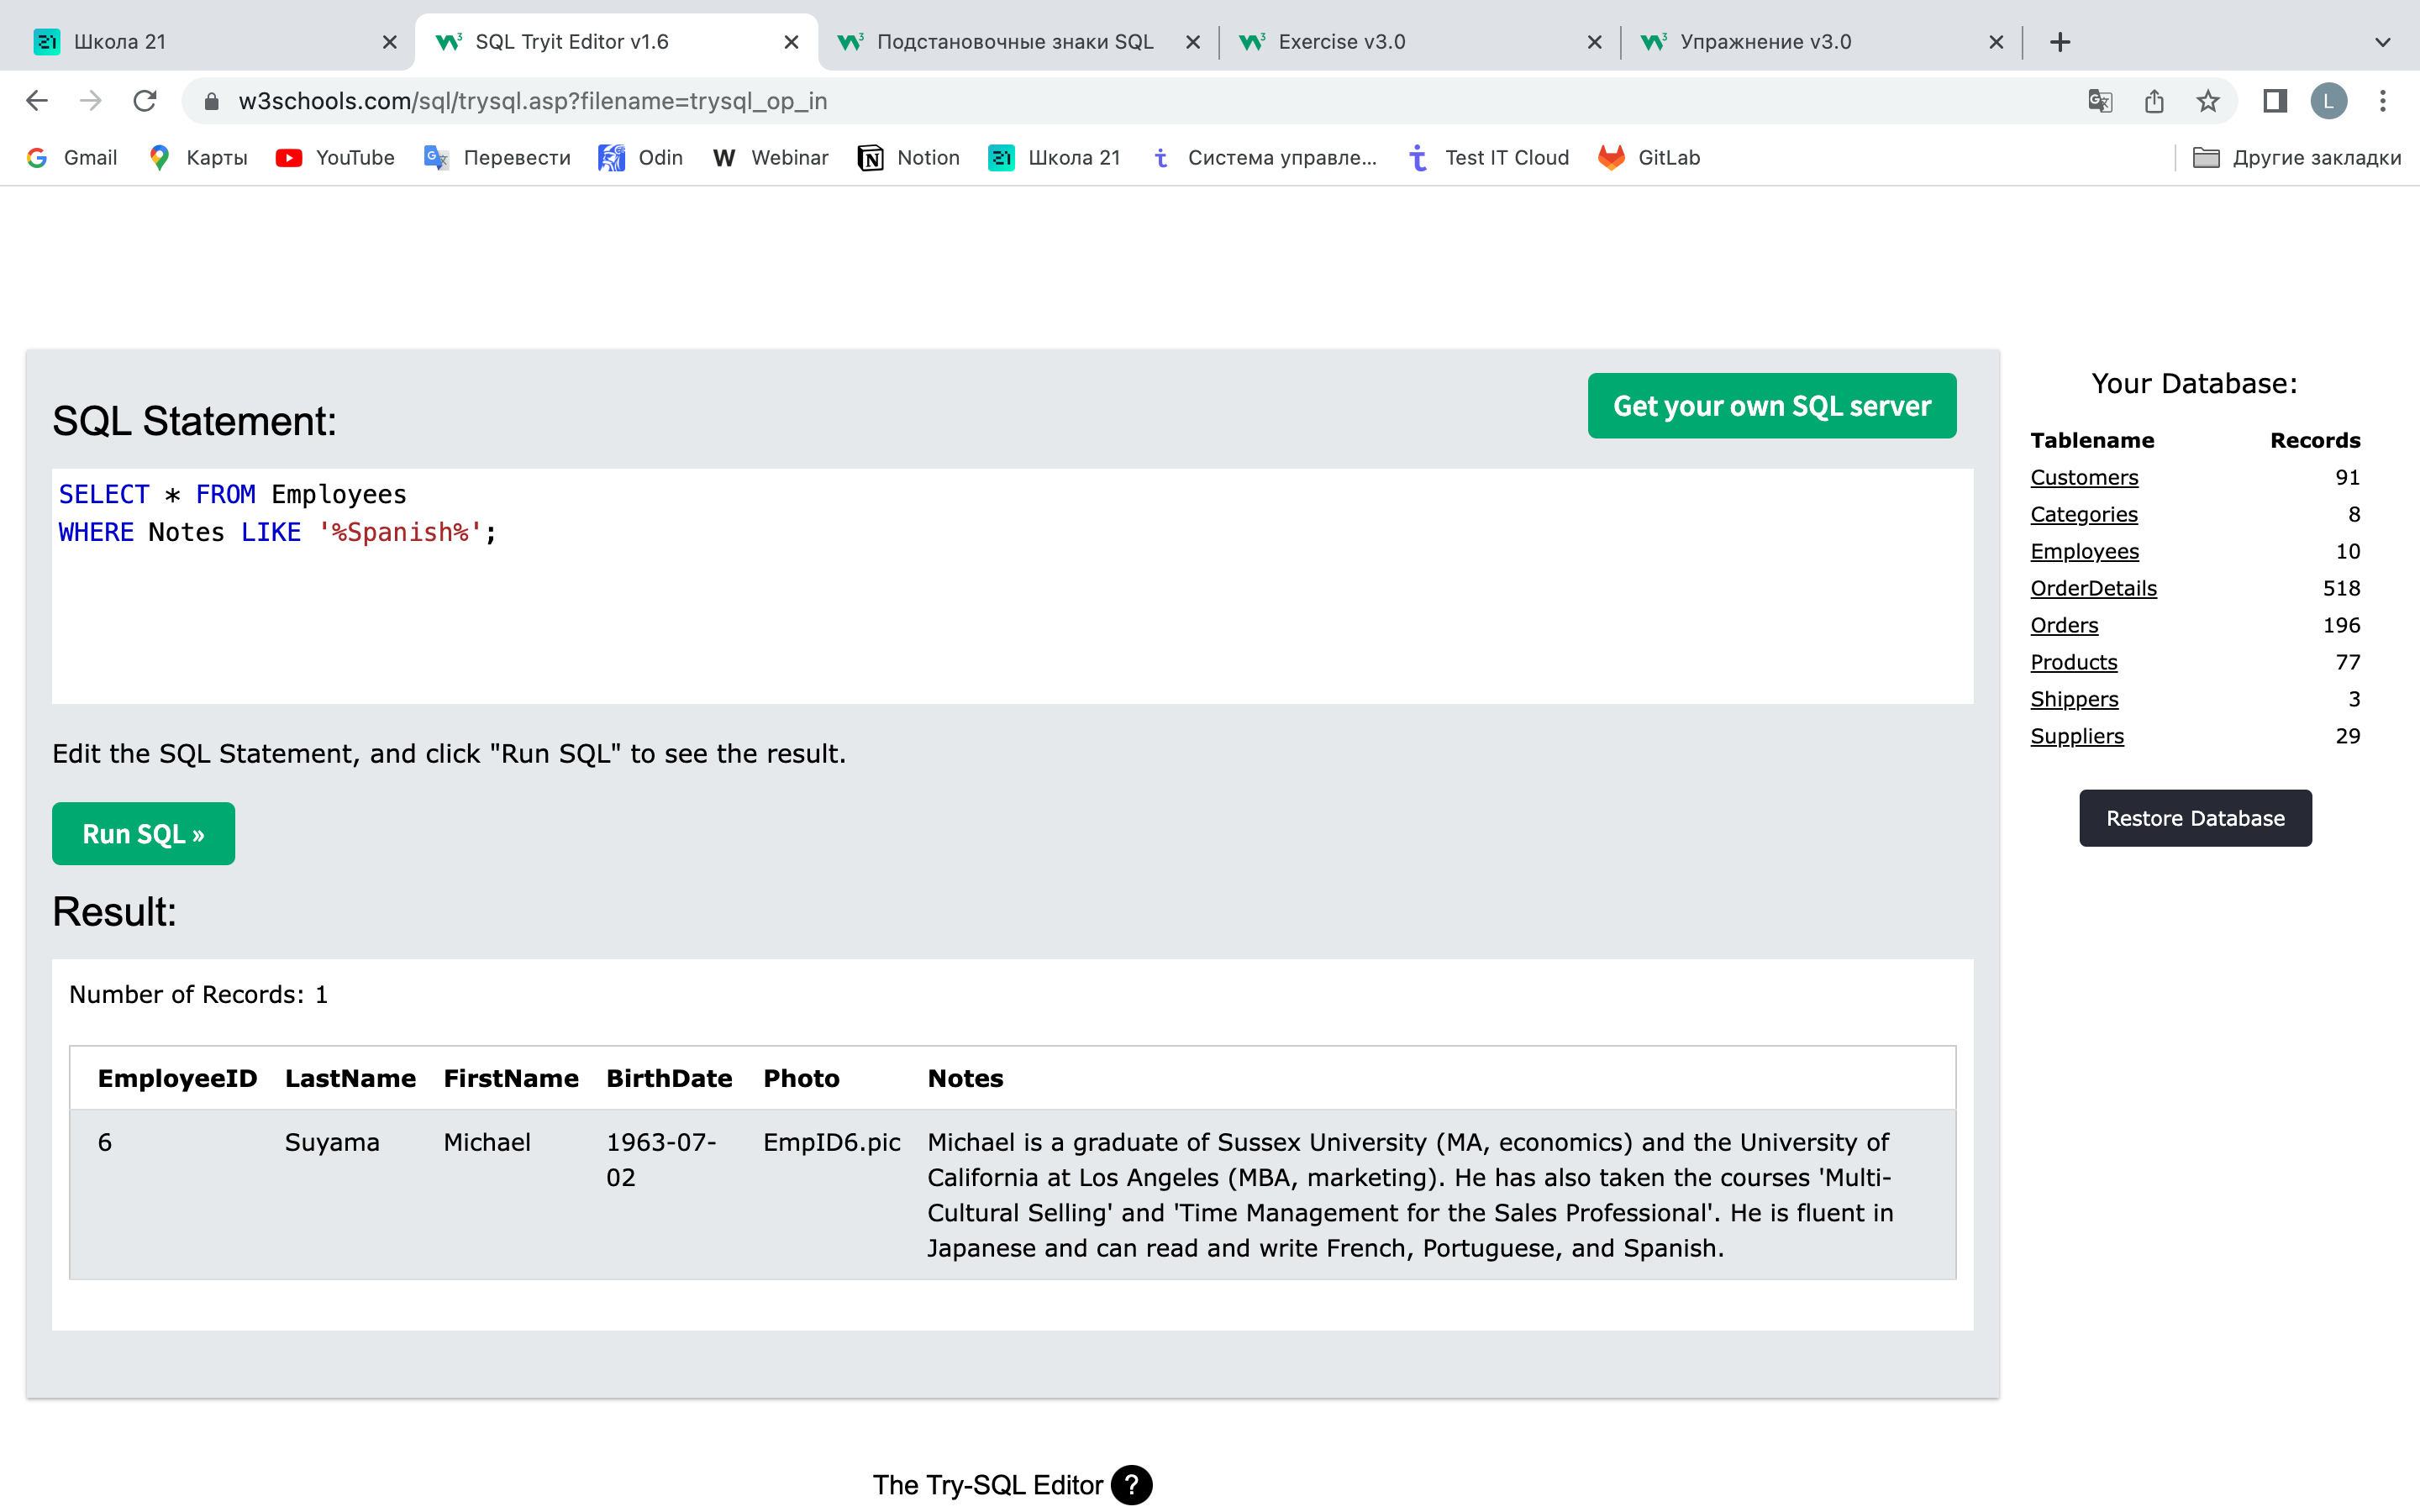 Школа 21
SQL Tryit Editor v1.6
Подстановочные знаки SQL
Exercise v3.0
Упражнение v3.0
w3schools.com/sql/trysql.asp?filename=trysql_op_in
L
Gmail
Карты
YouTube
Перевести
Odin
W Webinar
Notion
Школа 21
Система управле...
Test IT Cloud
GitLab
Другие закладки
SQL Statement:
Get your own SQL server
SELECT * FROM Employees
WHERE Notes LIKE '%Spanish%';
Edit the SQL Statement, and click "Run SQL" to see the result.
Run SQL »
Result:
Number of Records: 1
EmployeeID LastName FirstName BirthDate Photo Notes
6 Suyama Michael 1963-07- EmpID6.pic Michael is a graduate of Sussex University (MA, economics) and the University of
02 California at Los Angeles (MBA, marketing). He has also taken the courses 'Multi-
Cultural Selling' and 'Time Management for the Sales Professional'. He is fluent in
Japanese and can read and write French, Portuguese, and Spanish.
The Try-SQL Editor ?
Your Database:
Tablename Records
Customers 91
Categories 8
Employees 10
OrderDetails 518
Orders 196
Products 77
Shippers 3
Suppliers 29
Restore Database